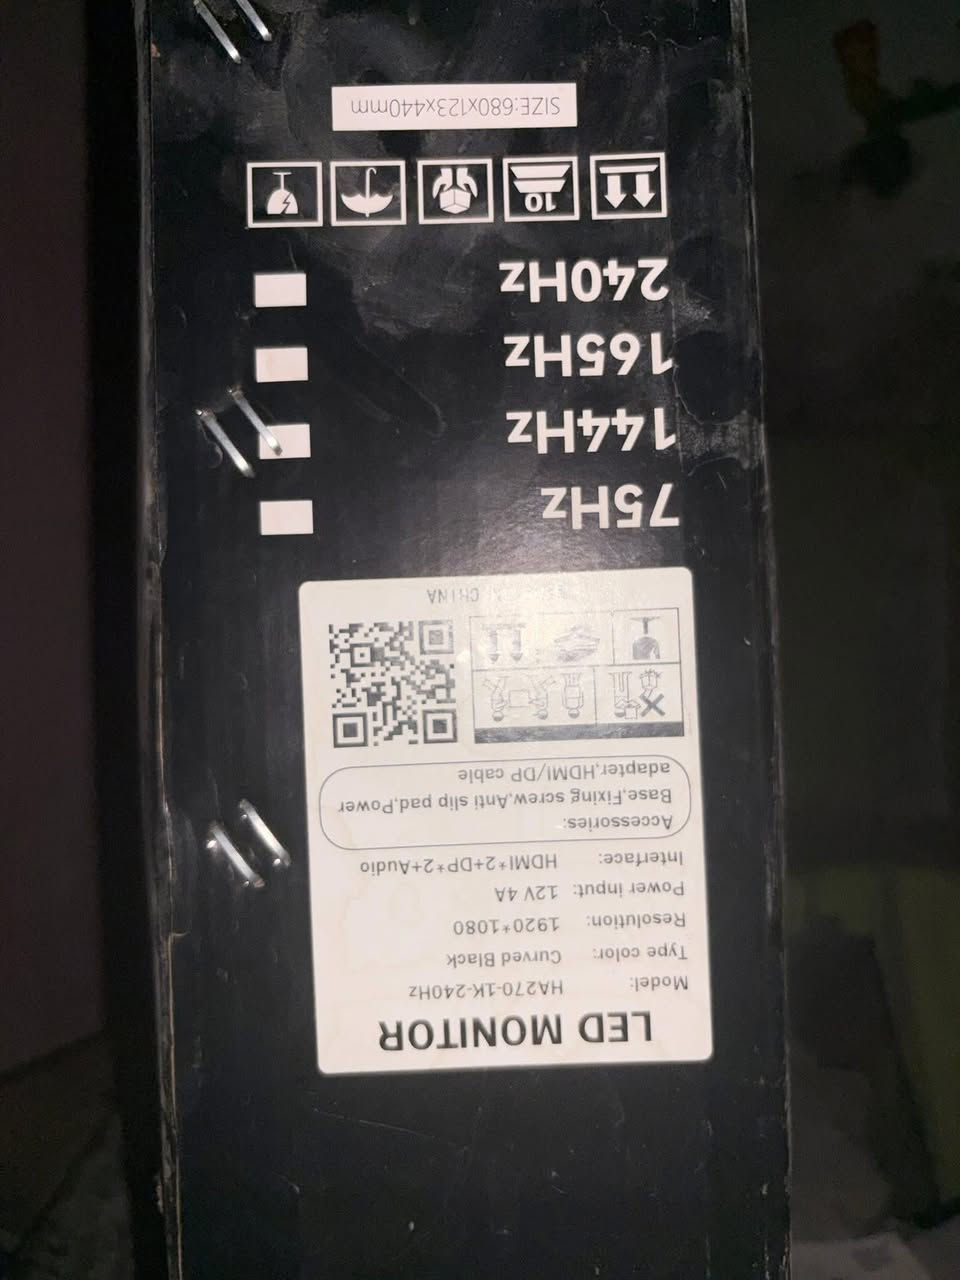 LED MONITOR
Model: HA270-1K-240Hz
Type color: Curved Black
Resolution: 1920*1080
Power input: 12V 4A
Interface: HDMI*2+DP*2+Audio
Accessories:
Base,Fixing screw,Anti slip pad,Power
adapter,HDMI/DP cable
CHINA
75Hz
144Hz
165Hz
240Hz
10
SIZE:680x123x440mm